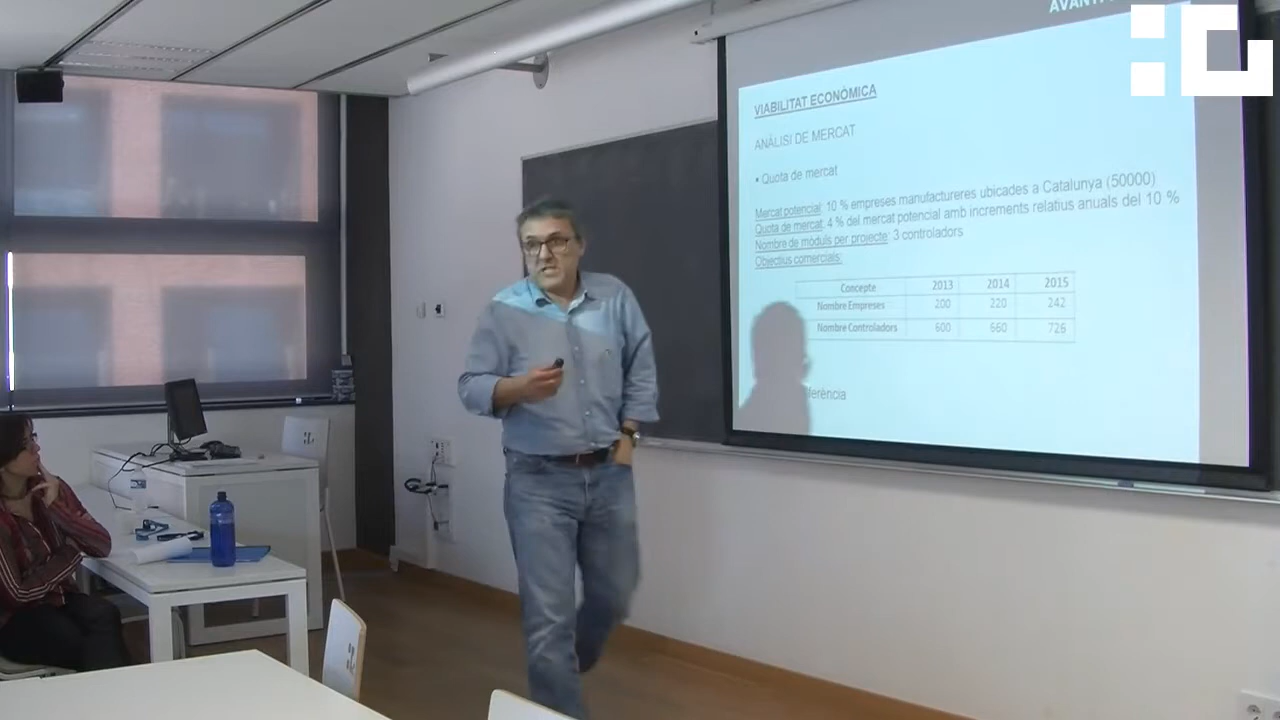 VIABILITAT ECONÒMICA
ANÀLISI DE MERCAT
• Quota de mercat
Mercat potencial: 10 % empreses manufactureres ubicades a Catalunya (50000)
Quota de mercat: 4 % del mercat potencial amb increments relatius anuals del 10 %
Nombre de mòduls per projecte: 3 controladors
Objectius comercials:
Concepte 2013 2014 2015
Nombre Empreses 200 220 242
Nombre Controladors 600 660 726